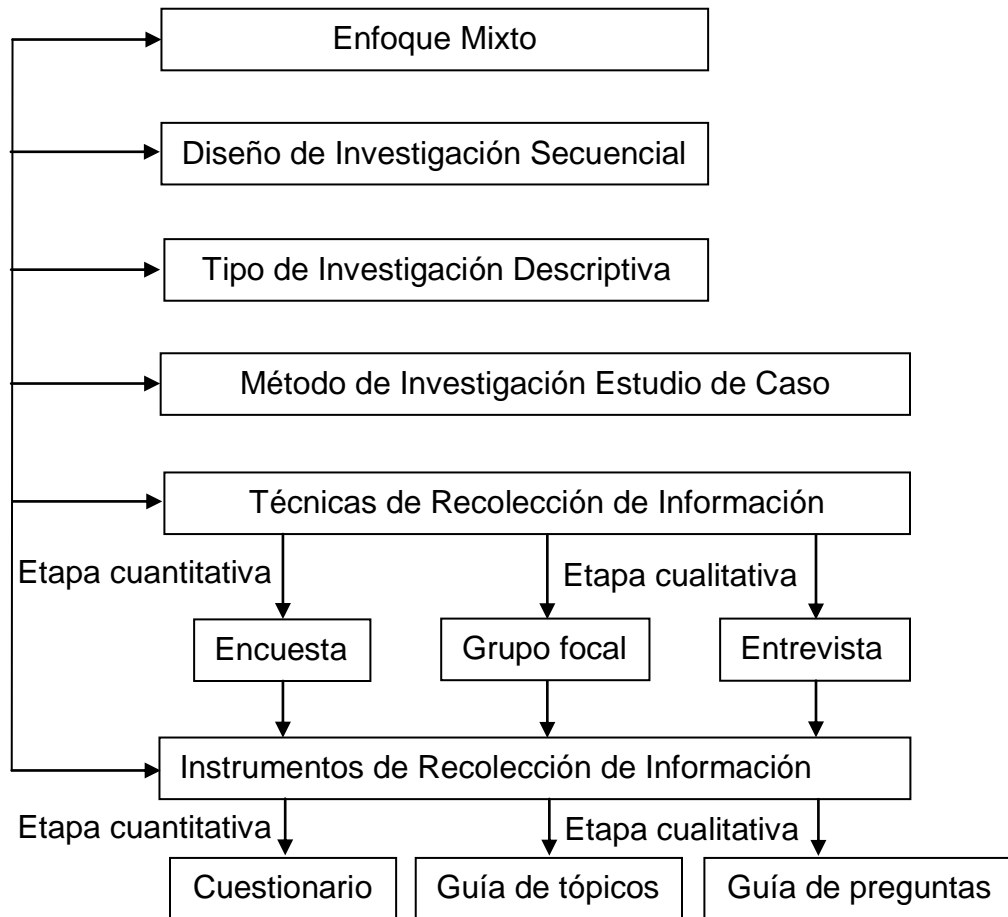 Enfoque Mixto
Diseño de Investigación Secuencial
Tipo de Investigación Descriptiva
Método de Investigación Estudio de Caso
Técnicas de Recolección de Información
Etapa cuantitativa
Etapa cualitativa
Encuesta
Grupo focal
Entrevista
Instrumentos de Recolección de Información
Etapa cuantitativa
Etapa cualitativa
Cuestionario
Guía de tópicos
Guía de preguntas